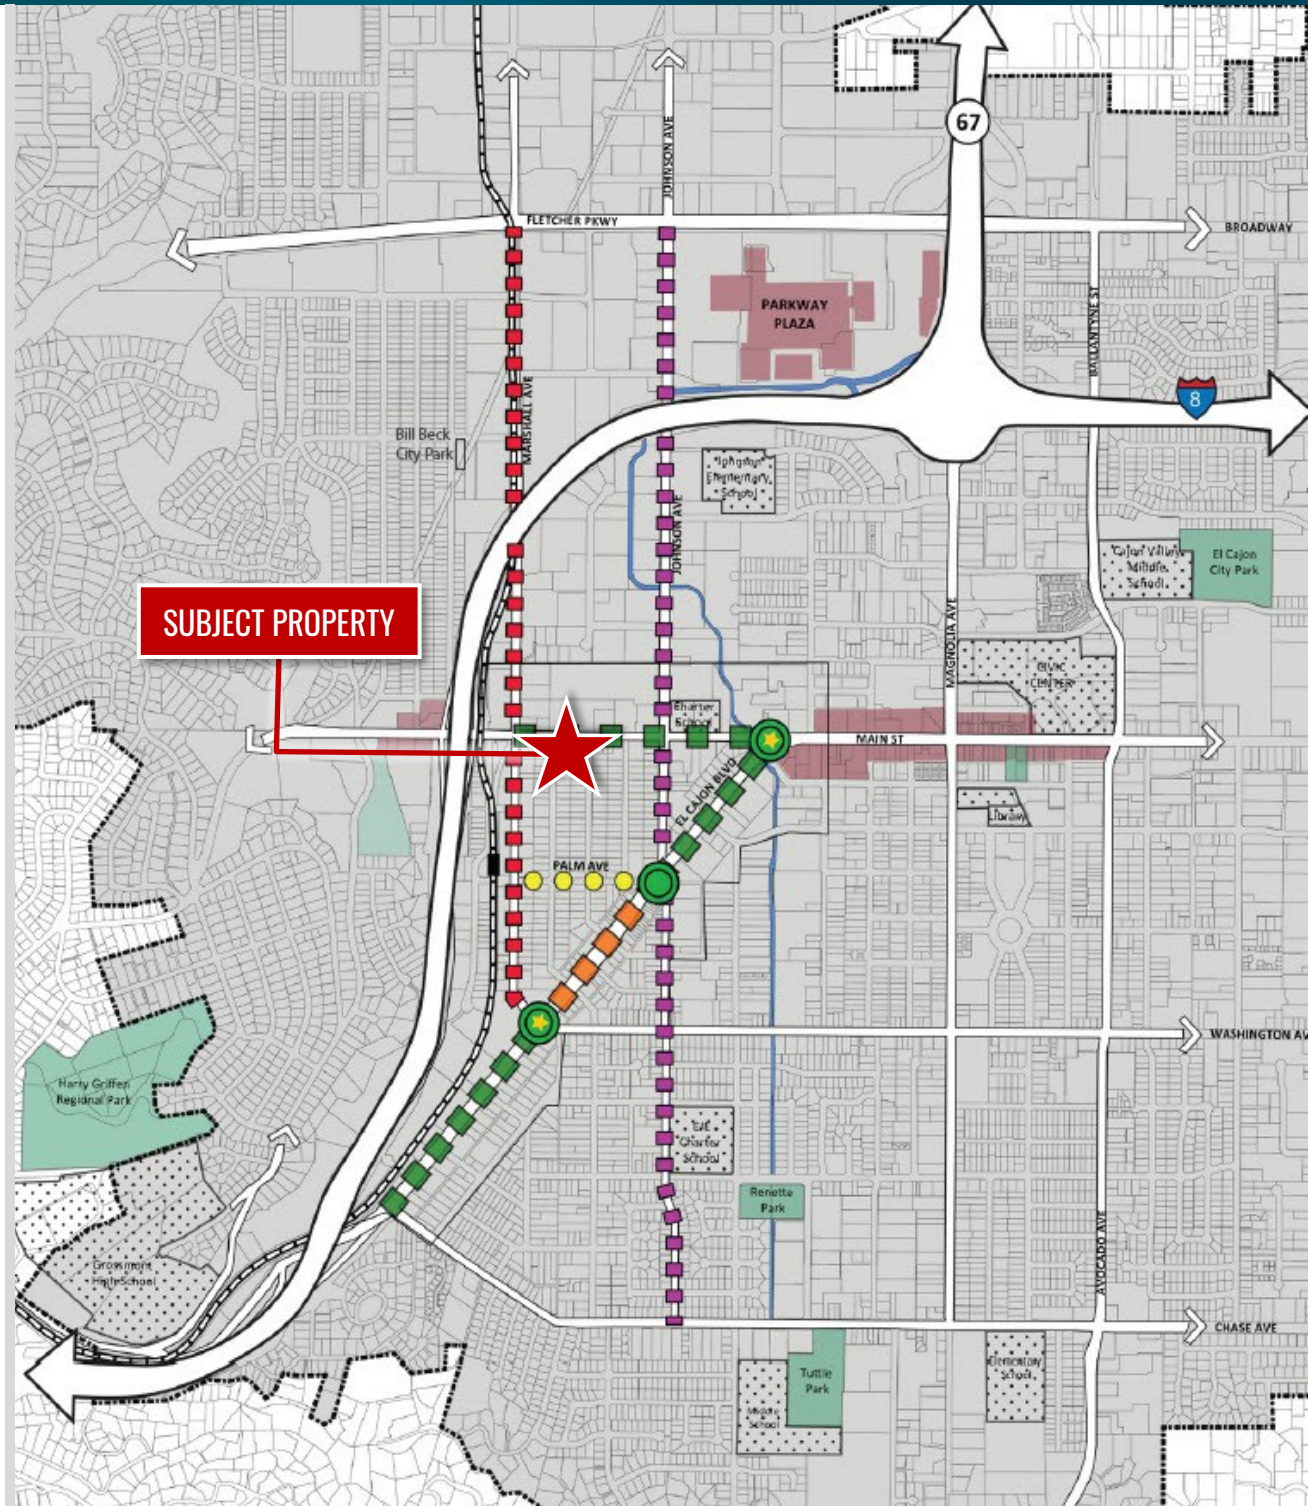 67
JOHNSON AVE
FLETCHER PKWY
BROADWAY
PARKWAY
PLAZA
BALLANTYNE ST
8
MARSHALL AVE
Bill Beck
City Park
Johnson
Elementary
School
JOHNSON AVE
Cajon Valley
Middle
School
El Cajon
City Park
SUBJECT PROPERTY
MAGNOLIA AVE
CIVIC
CENTER
Charter
School
MAIN ST
EL CAJON BLVD
Library
PALM AVE
WASHINGTON AV
Harry Griffen
Regional Park
Charter
School
Renette
Park
Grossmont
High School
AVOCADO AVE
CHASE AVE
Elementary
School
Tuttle
Park
Middle
School